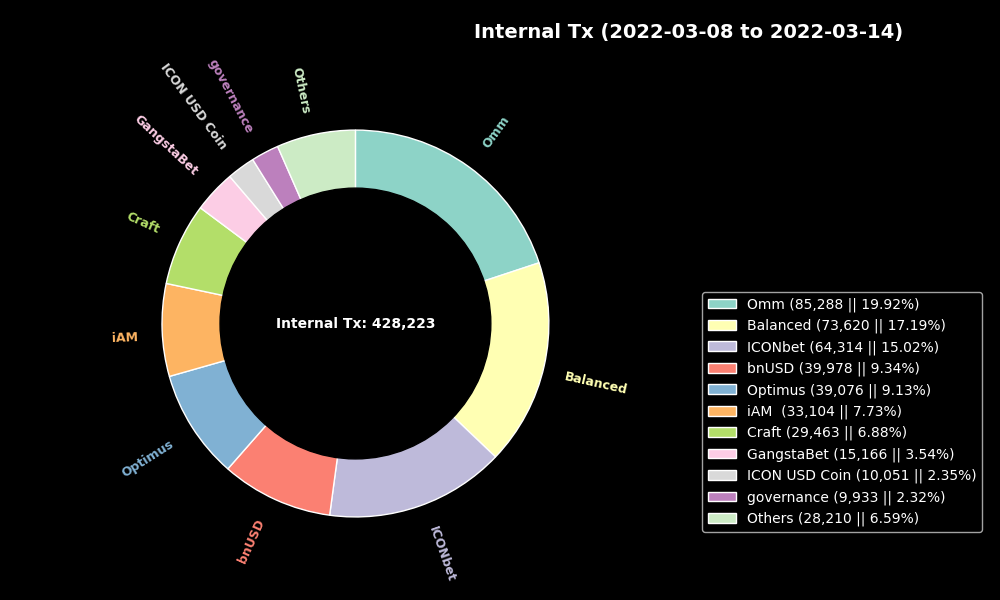 Internal Tx (2022-03-08 to 2022-03-14)
Others
governance
ICON USD Coin
GangstaBet
Craft
iAM
Optimus
bnUSD
ICONbet
Balanced
Omm
Internal Tx: 428,223
Omm (85,288 || 19.92%)
Balanced (73,620 || 17.19%)
ICONbet (64,314 || 15.02%)
bnUSD (39,978 || 9.34%)
Optimus (39,076 || 9.13%)
iAM  (33,104 || 7.73%)
Craft (29,463 || 6.88%)
GangstaBet (15,166 || 3.54%)
ICON USD Coin (10,051 || 2.35%)
governance (9,933 || 2.32%)
Others (28,210 || 6.59%)